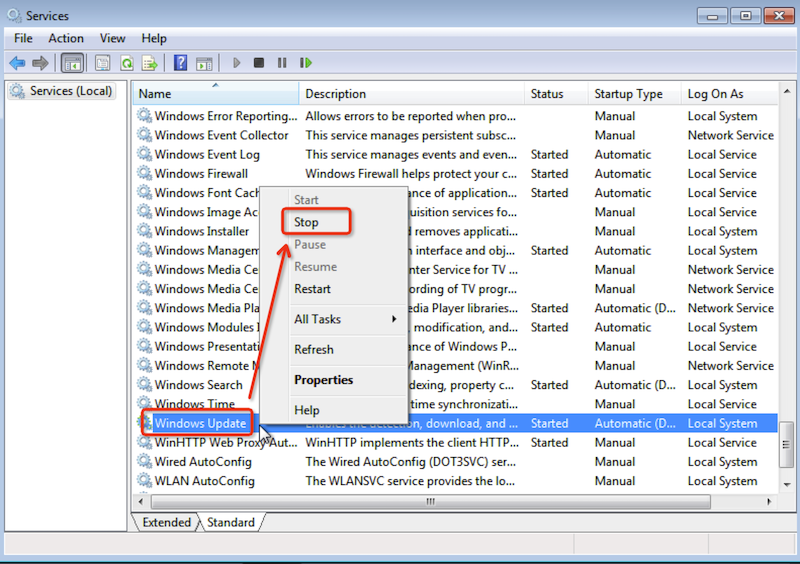 Services
File Action View Help
Services (Local)
Name Description Status Startup Type Log On As
Windows Error Reporting... Allows errors to be reported when pro... Manual Local System
Windows Event Collector This service manages persistent subsc... Manual Network Service
Windows Event Log This service manages events and even... Started Automatic Local Service
Windows Firewall Windows Firewall helps protect your c... Started Automatic Local Service
Windows Font Cach ance of application... Started Automatic Local Service
Start
Windows Image Ac uisition services fo... Manual Local Service
Stop
Windows Installer d removes applicati... Manual Local System
Pause
Windows Managem n interface and obj... Started Automatic Local System
Resume
Windows Media Ce nter Service for TV ... Manual Network Service
Restart
Windows Media Ce ording of TV progr... Manual Network Service
Windows Media Pla Media Player libraries... Started Automatic (D... Network Service
All Tasks
Windows Modules I , modification, and... Started Automatic Local System
Windows Presentatio ance of Windows P... Manual Local Service
Refresh
Windows Remote M agement (WinR... Manual Network Service
Properties
Windows Search dexing, property c... Started Automatic (D... Local System
Windows Time time synchronizati... Manual Local Service
Help
Windows Update Enables the detection, download, and ... Started Automatic (D... Local System
WinHTTP Web Proxy Aut... WinHTTP implements the client HTTP... Started Manual Local Service
Wired AutoConfig The Wired AutoConfig (DOT3SVC) ser... Manual Local System
WLAN AutoConfig The WLANSVC service provides the lo... Manual Local System
Extended Standard